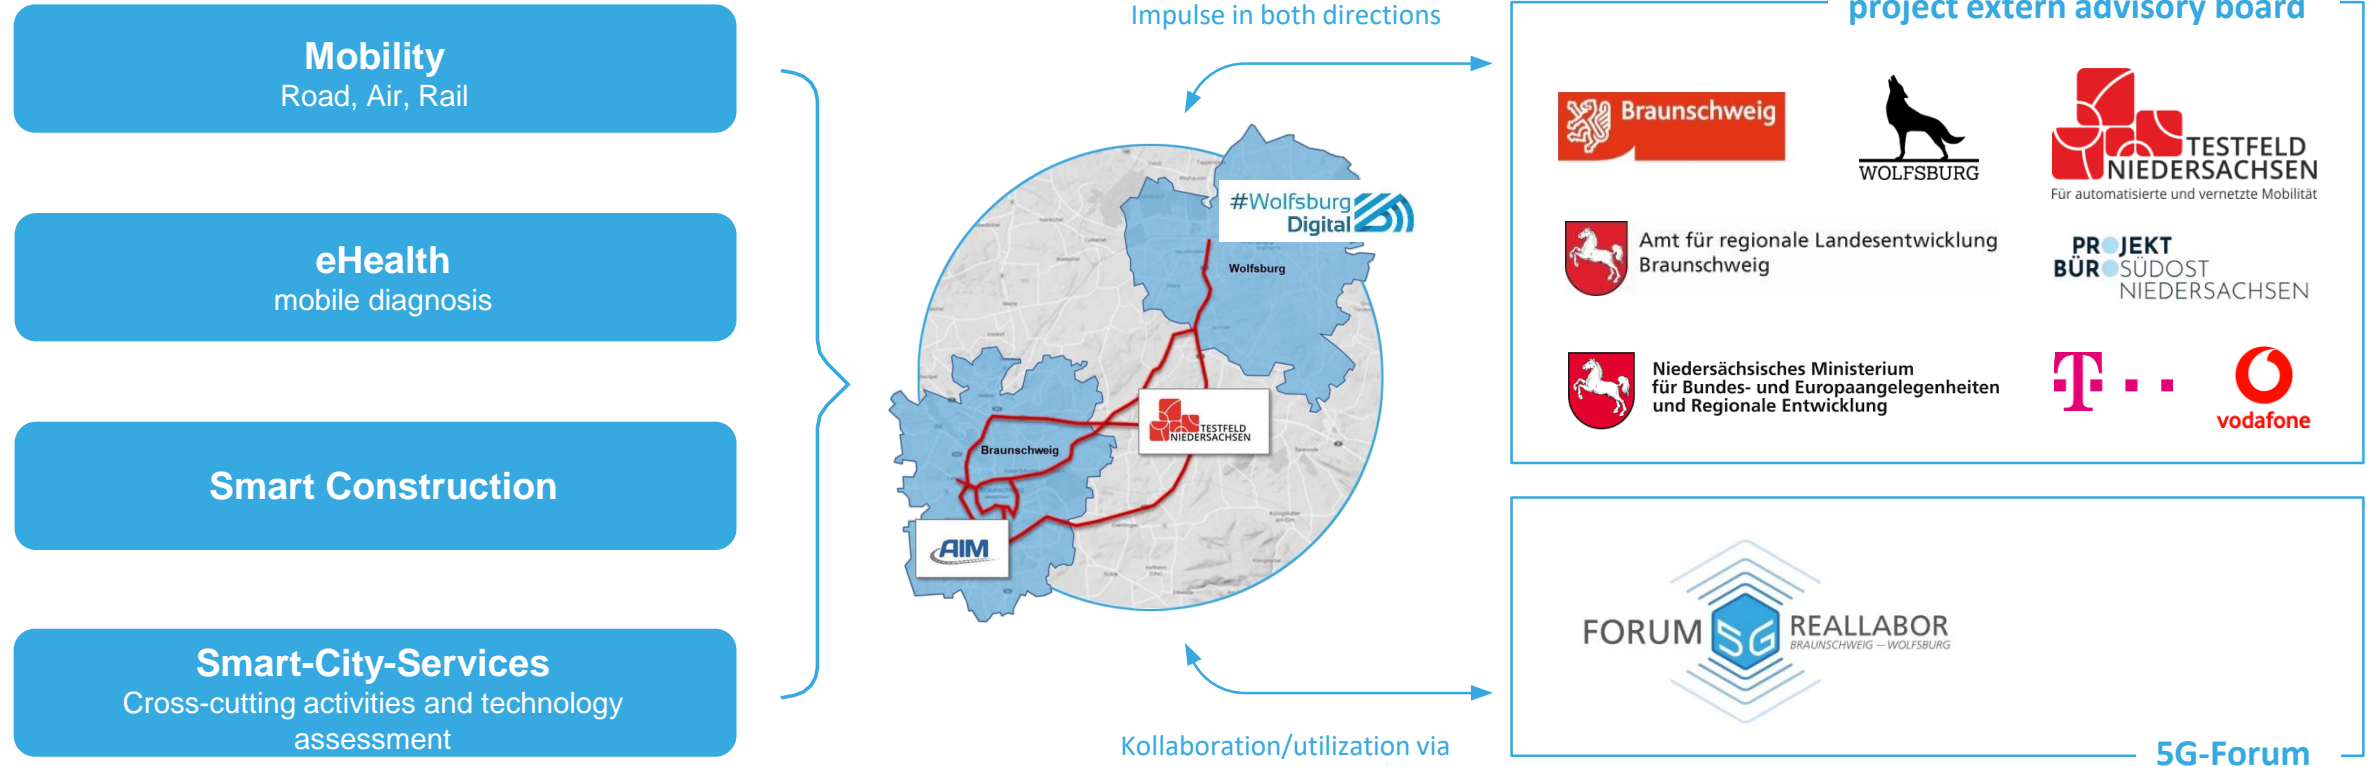 Mobility
Road, Air, Rail
eHealth
mobile diagnosis
Smart Construction
Smart-City-Services
Cross-cutting activities and technology
assessment
Impulse in both directions
#Wolfsburg
Digital
Wolfsburg
TESTFELD
NIEDERSACHSEN
Braunschweig
AIM
Kollaboration/utilization via
project extern advisory board
Braunschweig
WOLFSBURG
TESTFELD
NIEDERSACHSEN
Für automatisierte und vernetzte Mobilität
Amt für regionale Landesentwicklung
Braunschweig
PROJEKT
BÜRO SÜDOST
NIEDERSACHSEN
Niedersächsisches Ministerium
für Bundes- und Europaangelegenheiten
und Regionale Entwicklung
T
vodafone
FORUM 5G REALLABOR
BRAUNSCHWEIG – WOLFSBURG
5G-Forum